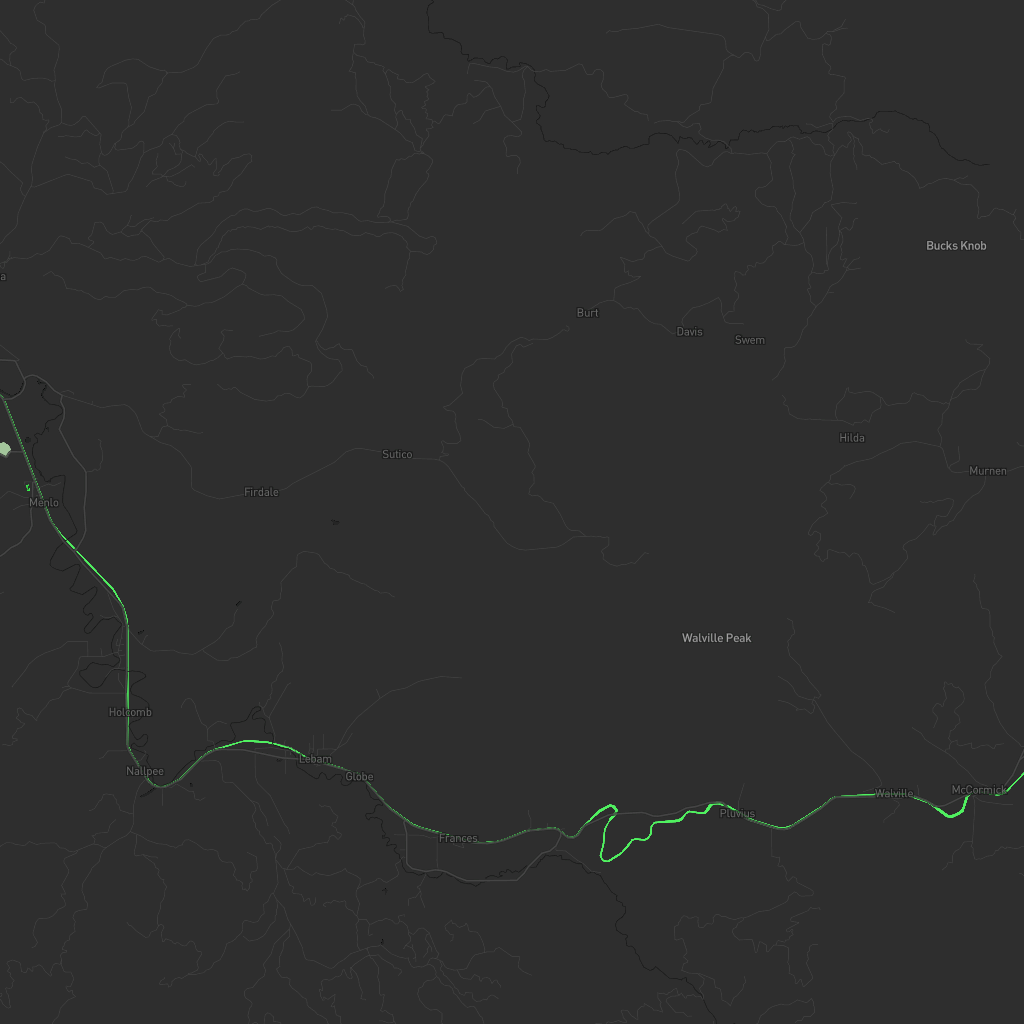 Bucks Knob
a
Burt
Davis
Swem
Hilda
Sutico
Murnen
Firdale
Menlo
Walville Peak
Holcomb
Lebam
Nallpee
Globe
McCormick
Walville
Pluvius
Frances